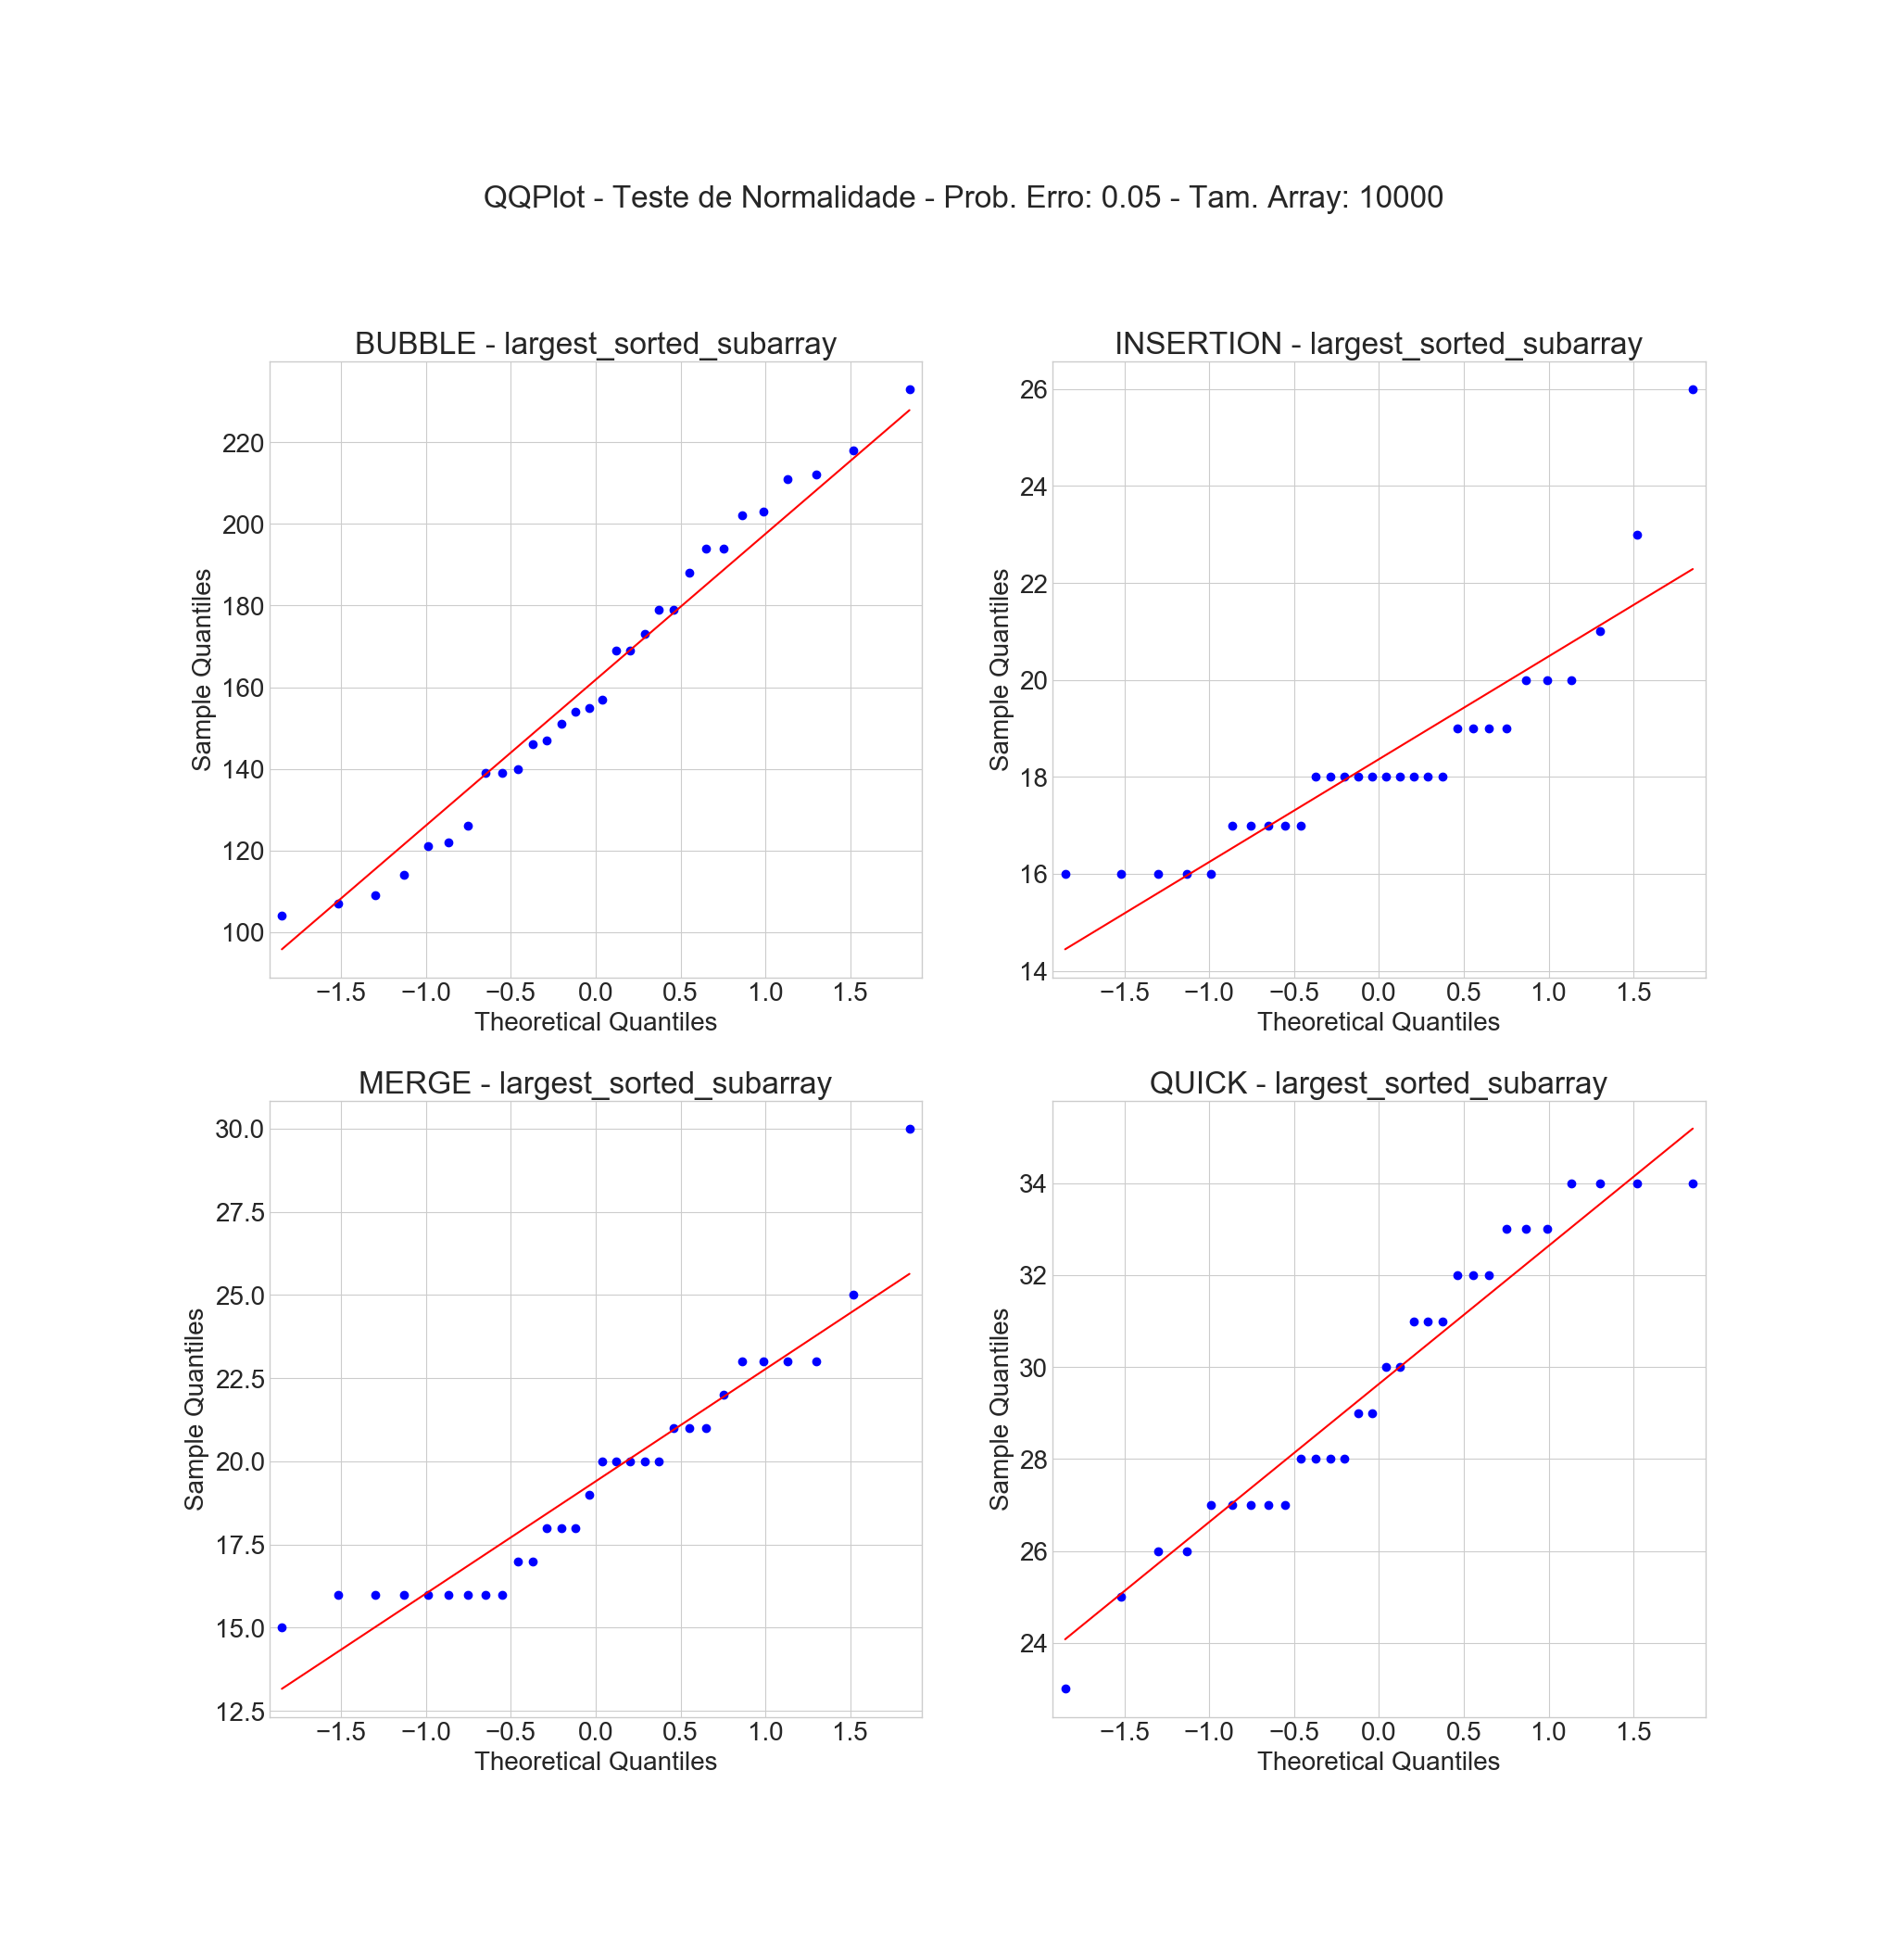 QQPlot - Teste de Normalidade - Prob. Erro: 0.05 - Tam. Array: 10000
BUBBLE - largest_sorted_subarray
Sample Quantiles
220
200
180
160
140
120
100
−1.5 −1.0 −0.5 0.0 0.5 1.0 1.5
Theoretical Quantiles
INSERTION - largest_sorted_subarray
Sample Quantiles
26
24
22
20
18
16
14
−1.5 −1.0 −0.5 0.0 0.5 1.0 1.5
Theoretical Quantiles
MERGE - largest_sorted_subarray
Sample Quantiles
30.0
27.5
25.0
22.5
20.0
17.5
15.0
12.5
−1.5 −1.0 −0.5 0.0 0.5 1.0 1.5
Theoretical Quantiles
QUICK - largest_sorted_subarray
Sample Quantiles
34
32
30
28
26
24
−1.5 −1.0 −0.5 0.0 0.5 1.0 1.5
Theoretical Quantiles